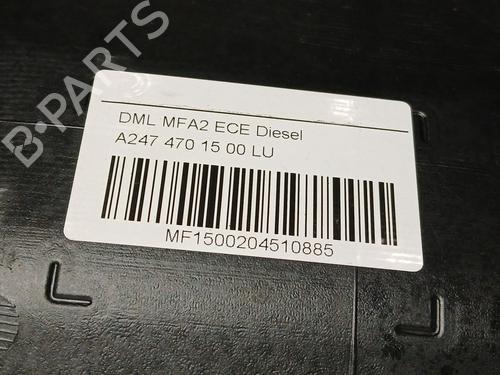 B-PARTS
DML MFA2 ECE Diesel
A247 470 15 00 LU
MF1500204510885